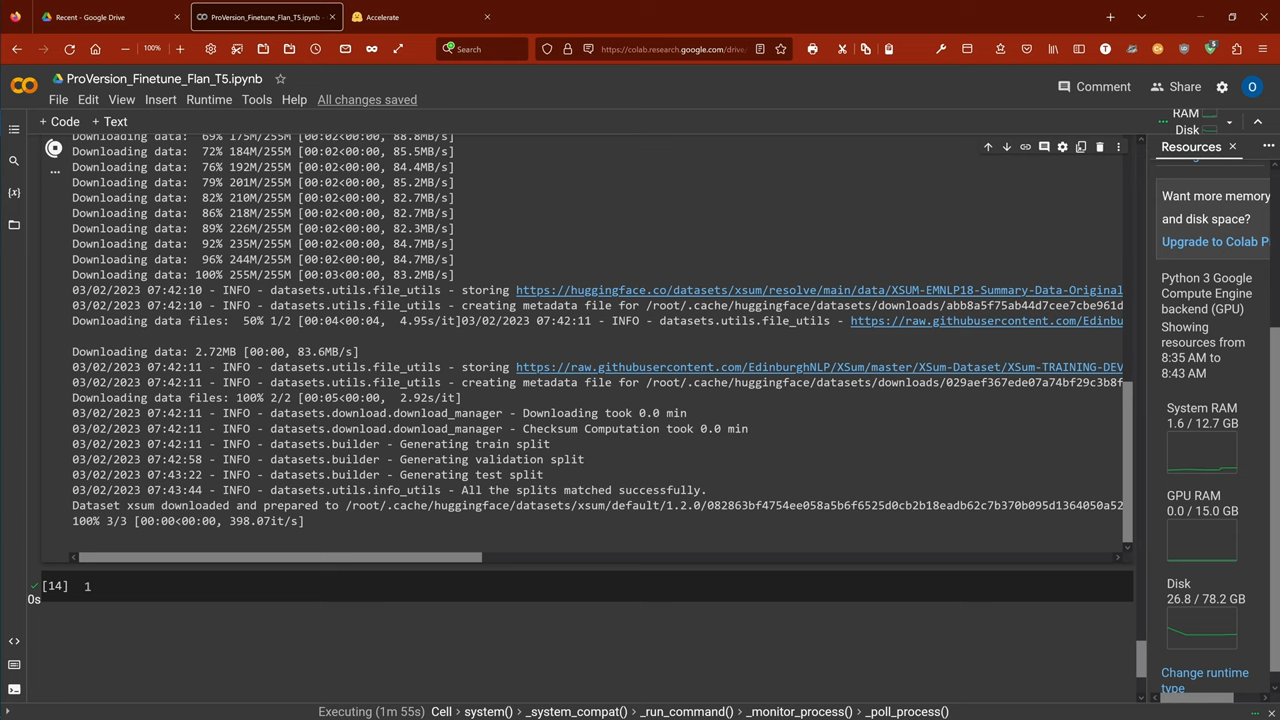 Recent - Google Drive
ProVersion_Finetune_Flan_T5.ipynb
Accelerate
100%
Search
https://colab.research.google.com/drive
ProVersion_Finetune_Flan_T5.ipynb
File Edit View Insert Runtime Tools Help All changes saved
Comment Share O
+ Code + Text
RAM
Disk
Downloading data: 69% 175M/255M [00:02<00:00, 88.8MB/s]
Downloading data: 72% 184M/255M [00:02<00:00, 85.5MB/s]
Downloading data: 76% 192M/255M [00:02<00:00, 84.4MB/s]
Downloading data: 79% 201M/255M [00:02<00:00, 85.2MB/s]
Downloading data: 82% 210M/255M [00:02<00:00, 82.7MB/s]
Downloading data: 86% 218M/255M [00:02<00:00, 82.7MB/s]
Downloading data: 89% 226M/255M [00:02<00:00, 82.3MB/s]
Downloading data: 92% 235M/255M [00:02<00:00, 84.7MB/s]
Downloading data: 96% 244M/255M [00:02<00:00, 84.7MB/s]
Downloading data: 100% 255M/255M [00:03<00:00, 83.2MB/s]
03/02/2023 07:42:10 - INFO - datasets.utils.file_utils - storing https://huggingface.co/datasets/xsum/resolve/main/data/XSUM-EMNLP18-Summary-Data-Original
03/02/2023 07:42:10 - INFO - datasets.utils.file_utils - creating metadata file for /root/.cache/huggingface/datasets/downloads/abb8a5f75ab44d7cee7cbe961d
Downloading data files: 50% 1/2 [00:04<00:04, 4.95s/it]03/02/2023 07:42:11 - INFO - datasets.utils.file_utils - https://raw.githubusercontent.com/Edinbu
Downloading data: 2.72MB [00:00, 83.6MB/s]
03/02/2023 07:42:11 - INFO - datasets.utils.file_utils - storing https://raw.githubusercontent.com/EdinburghNLP/XSum/master/XSum-Dataset/XSum-TRAINING-DEV
03/02/2023 07:42:11 - INFO - datasets.utils.file_utils - creating metadata file for /root/.cache/huggingface/datasets/downloads/029aef367ede07a74bf29c3b8f
Downloading data files: 100% 2/2 [00:05<00:00, 2.92s/it]
03/02/2023 07:42:11 - INFO - datasets.download.download_manager - Downloading took 0.0 min
03/02/2023 07:42:11 - INFO - datasets.download.download_manager - Checksum Computation took 0.0 min
03/02/2023 07:42:11 - INFO - datasets.builder - Generating train split
03/02/2023 07:42:58 - INFO - datasets.builder - Generating validation split
03/02/2023 07:43:22 - INFO - datasets.builder - Generating test split
03/02/2023 07:43:44 - INFO - datasets.utils.info_utils - All the splits matched successfully.
Dataset xsum downloaded and prepared to /root/.cache/huggingface/datasets/xsum/default/1.2.0/082863bf4754ee058a5b6f6525d0cb2b18eadb62c7b370b095d1364050a52
100% 3/3 [00:00<00:00, 398.07it/s]
[14] 1
0s
Resources
Want more memory
and disk space?
Upgrade to Colab P
Python 3 Google
Compute Engine
backend (GPU)
Showing
resources from
8:35 AM to
8:43 AM
System RAM
1.6 / 12.7 GB
GPU RAM
0.0 / 15.0 GB
Disk
26.8 / 78.2 GB
Change runtime
type
Executing (1m 55s) Cell > system() > _system_compat() > _run_command() > _monitor_process() > _poll_process()